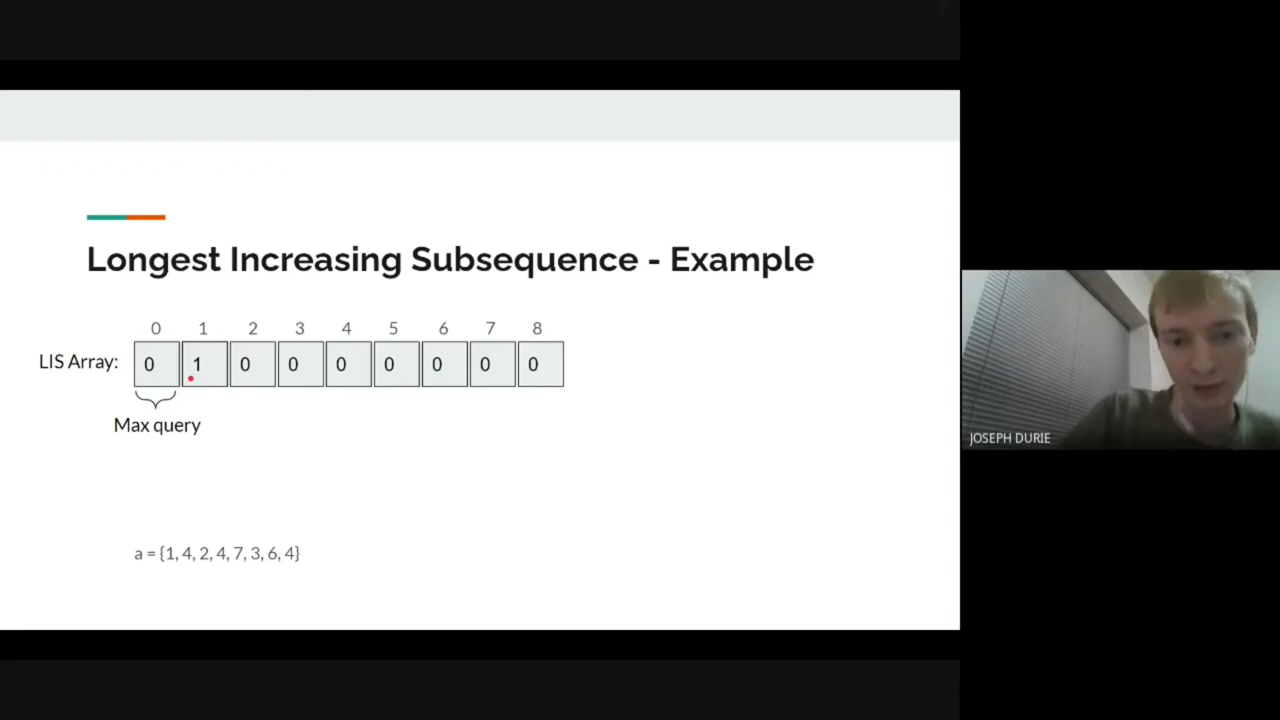 Longest Increasing Subsequence - Example
0 1 2 3 4 5 6 7 8
LIS Array: 0 1 0 0 0 0 0 0 0
Max query
a = {1, 4, 2, 4, 7, 3, 6, 4}
JOSEPH DURIE